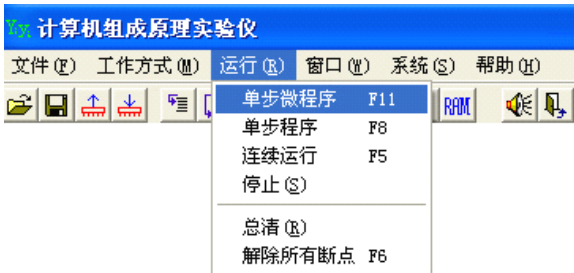 Y.y. 计算机组成原理实验仪
文件(F) 工作方式(M) 运行(R) 窗口(W) 系统(S) 帮助(H)
RAM
单步微程序 F11
单步程序 F8
连续运行 F5
停止(S)
总清(R)
解除所有断点 F6